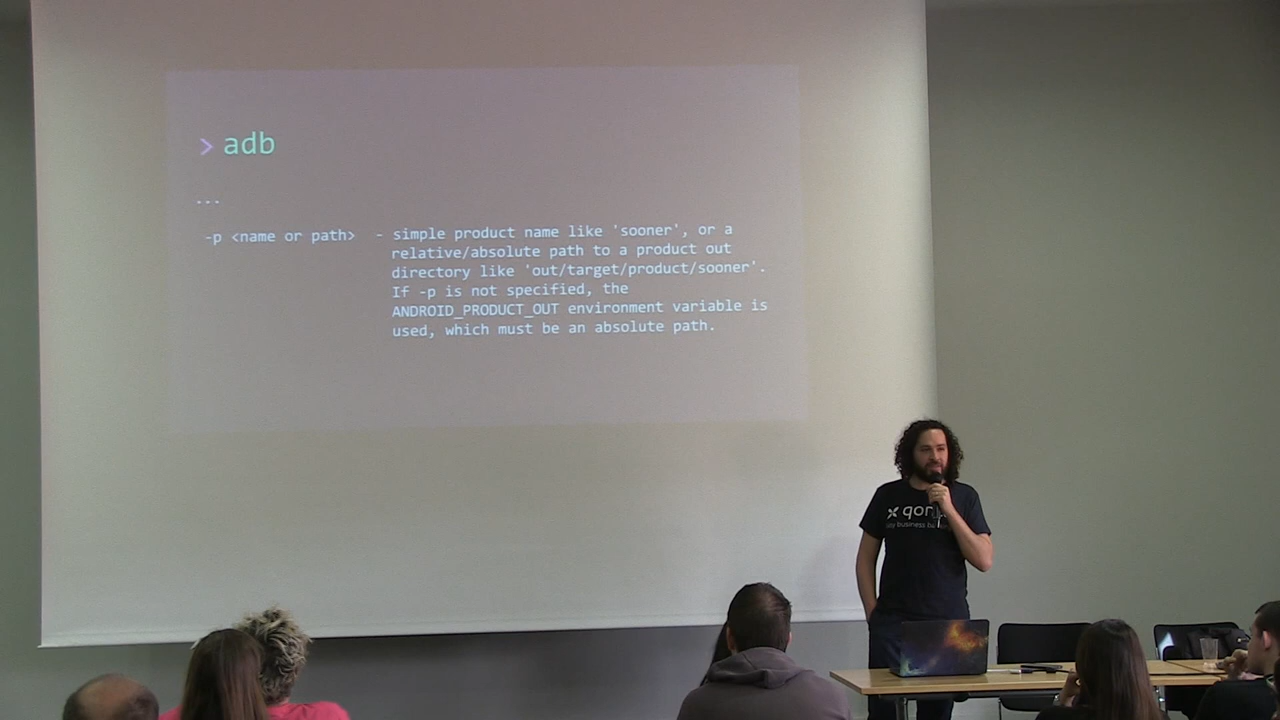 > adb
...
-p <name or path> - simple product name like 'sooner', or a
relative/absolute path to a product out
directory like 'out/target/product/sooner'.
If -p is not specified, the
ANDROID_PRODUCT_OUT environment variable is
used, which must be an absolute path.
business